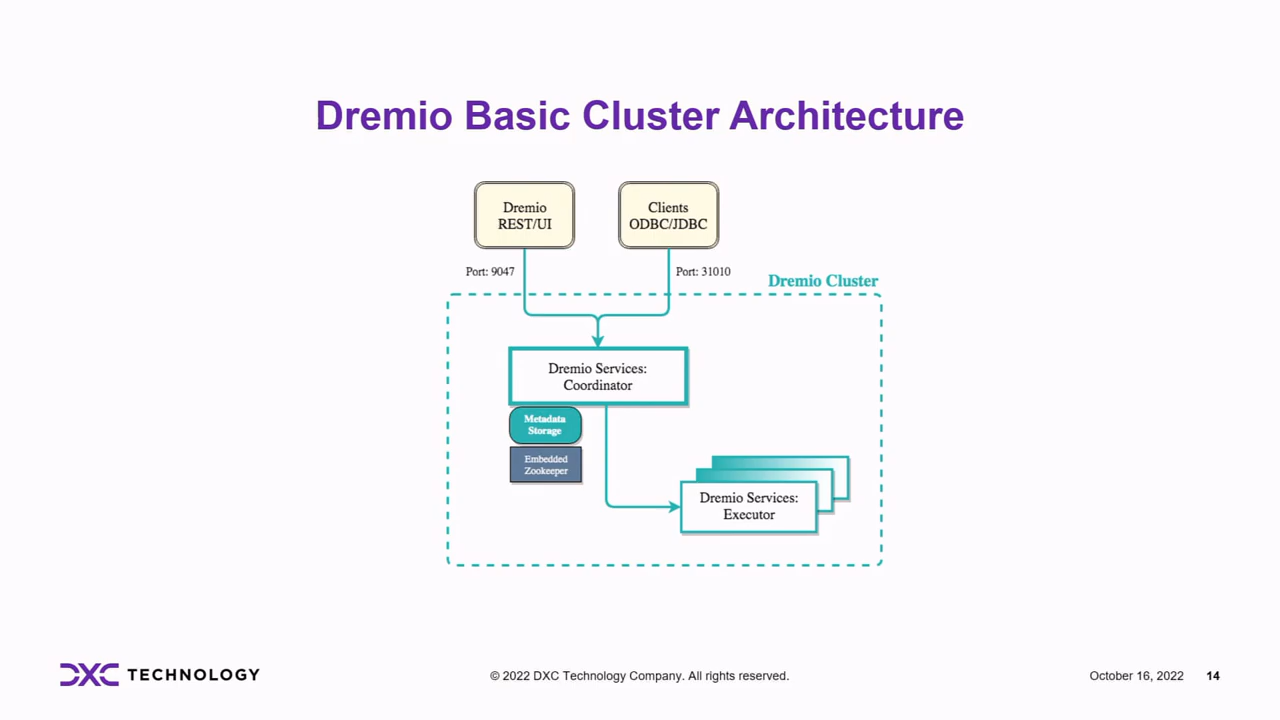 Dremio Basic Cluster Architecture
Dremio
REST/UI
Clients
ODBC/JDBC
Port: 9047
Port: 31010
Dremio Cluster
Dremio Services:
Coordinator
Metadata
Storage
Embedded
Zookeeper
Dremio Services:
Executor
DXC TECHNOLOGY
© 2022 DXC Technology Company. All rights reserved.
October 16, 2022
14